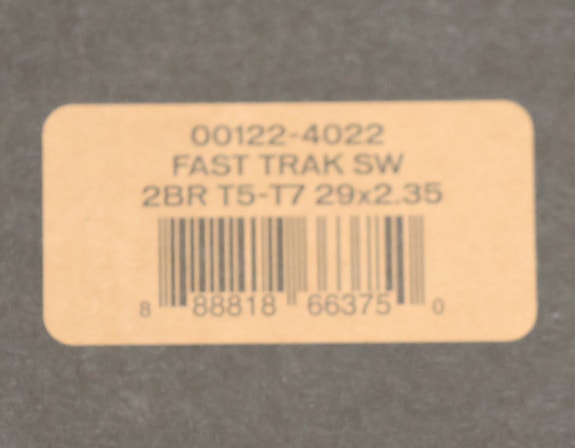 00122-4022
FAST TRAK SW
2BR T5-T7 29x2.35
8 88818 66375 0